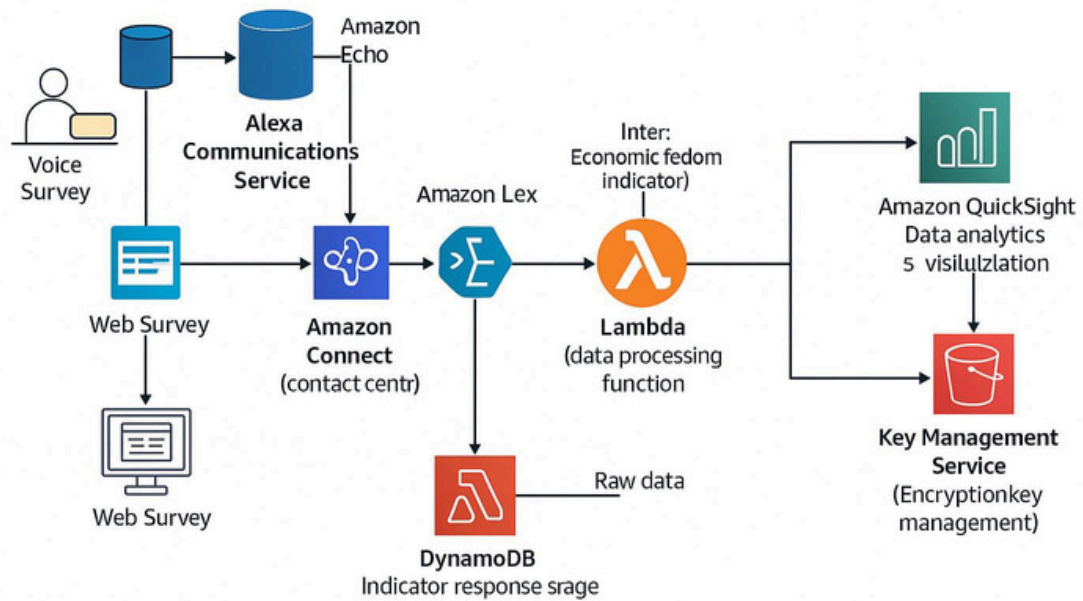 Amazon
Echo
Voice
Survey
Alexa
Communications
Service
Inter:
Economic fedom
indicator)
Amazon Lex
Amazon QuickSight
Data analytics
5 visilulzlation
Web Survey
Amazon
Connect
(contact centr)
Lambda
(data processing
function
Web Survey
Raw data
DynamoDB
Indicator response srage
Key Management
Service
(Encryptionkey
management)